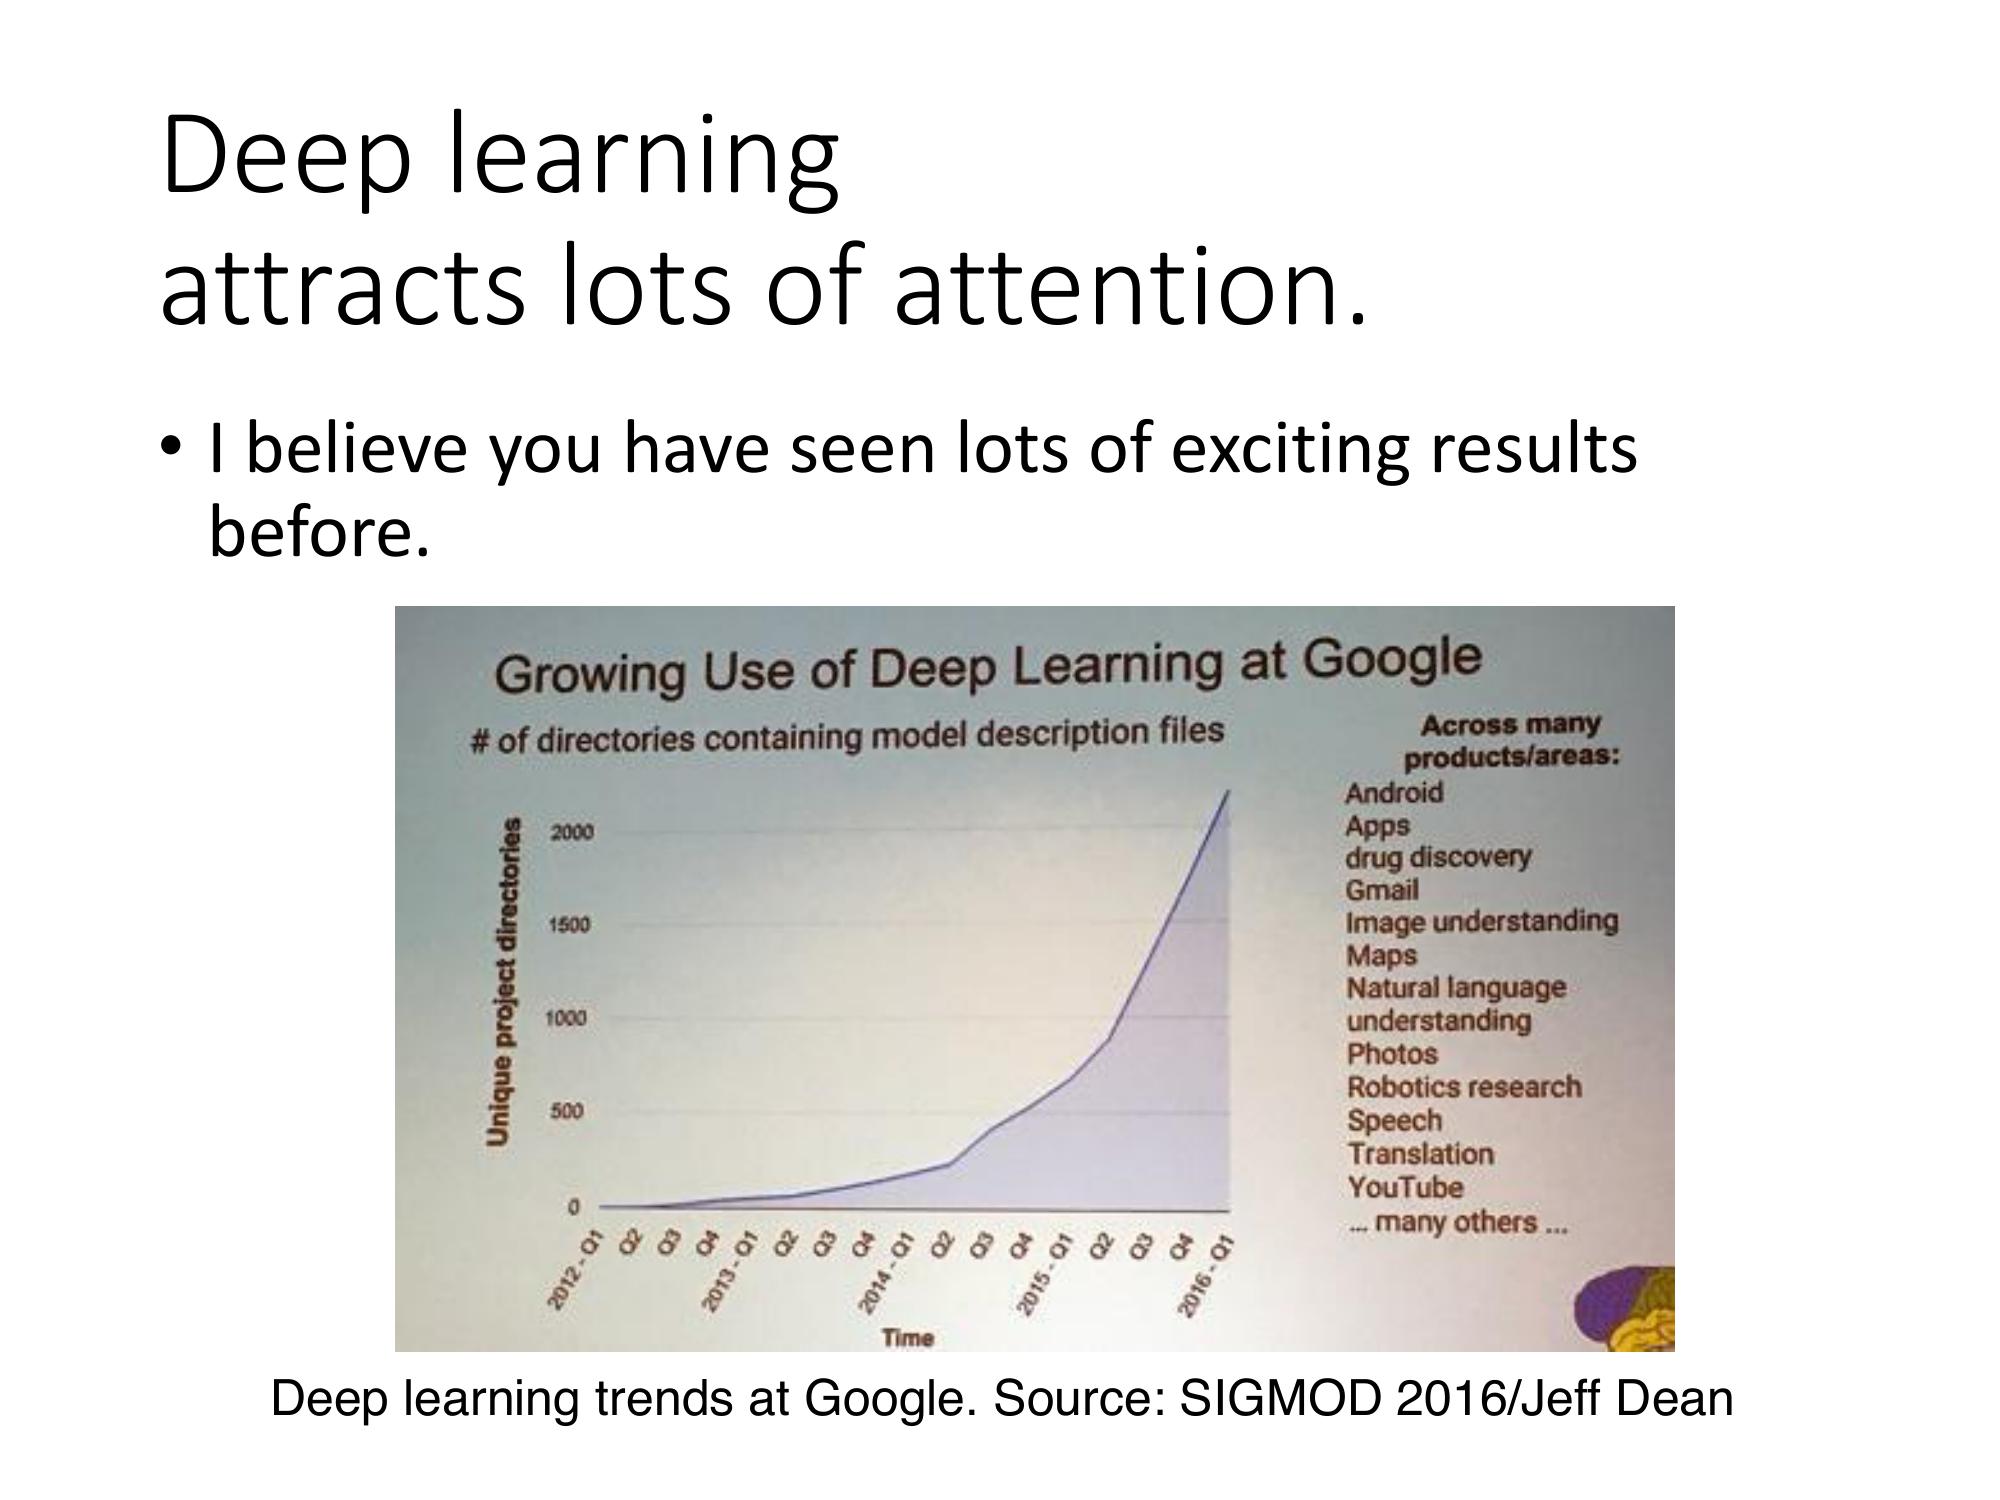 Deep learning
attracts lots of attention.
• I believe you have seen lots of exciting results
before.
Growing Use of Deep Learning at Google
# of directories containing model description files
Across many
products/areas:
Android
Apps
drug discovery
Gmail
Image understanding
Maps
Natural language
understanding
Photos
Robotics research
Speech
Translation
YouTube
... many others ...
Unique project directories
2000
1500
1000
500
0
2012 - Q1
Q2
Q3
Q4
2013 - Q1
Q2
Q3
Q4
2014 - Q1
Q2
Q3
Q4
2015 - Q1
Q2
Q3
Q4
2016 - Q1
Time
Deep learning trends at Google. Source: SIGMOD 2016/Jeff Dean